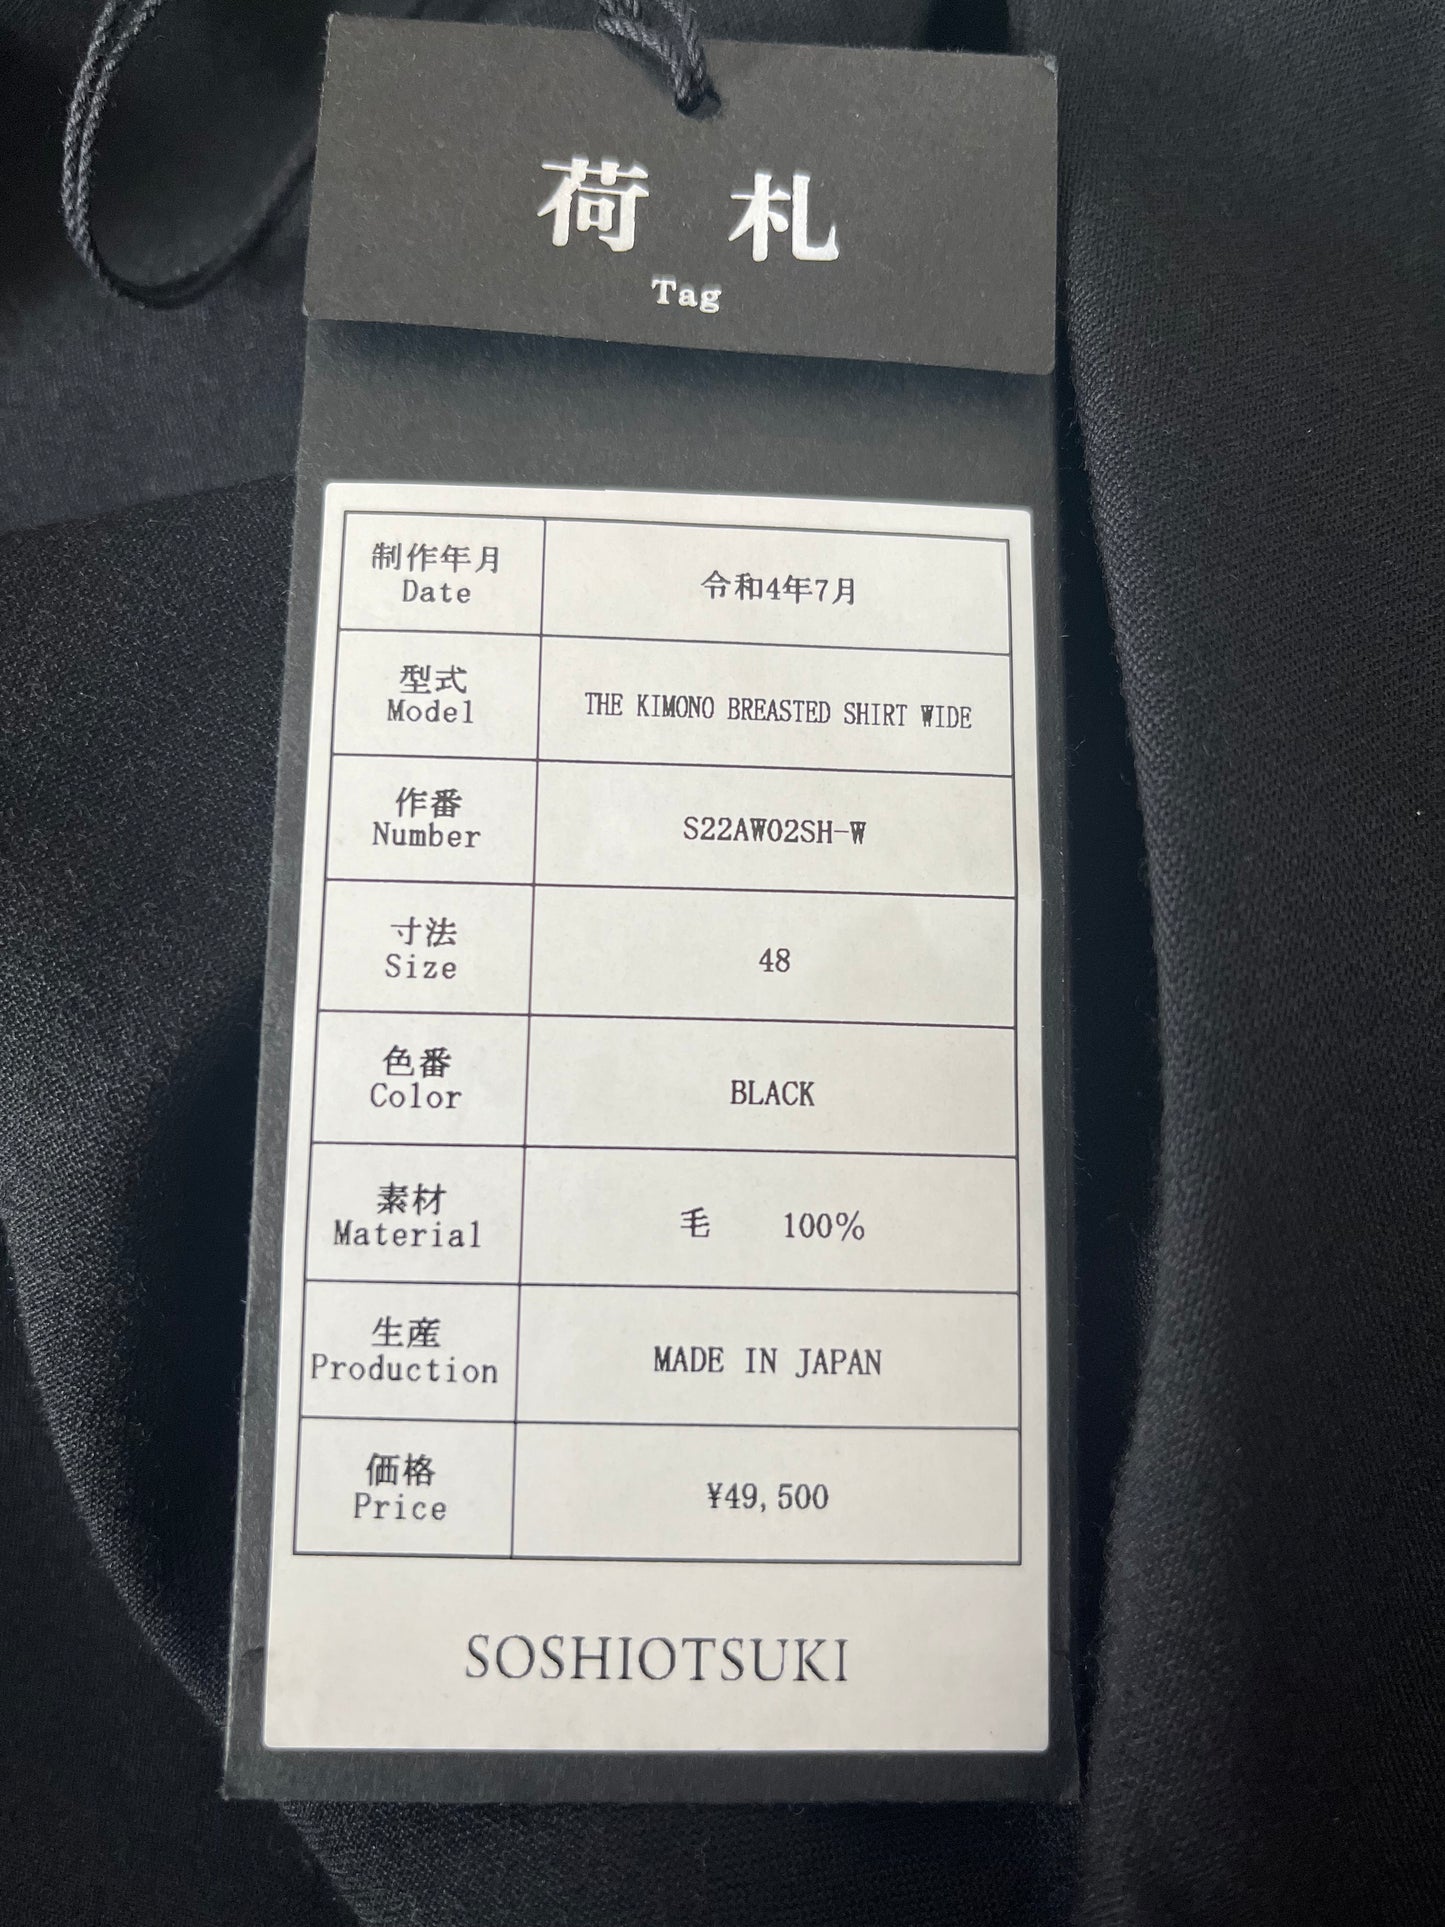 荷札
Tag
制作年月
Date
令和4年7月
型式
Model
THE KIMONO BREASTED SHIRT WIDE
作番
Number
S22AW02SH-W
寸法
Size
48
色番
Color
BLACK
素材
Material
毛 100%
生産
Production
MADE IN JAPAN
価格
Price
¥49,500
SOSHIOTSUKI